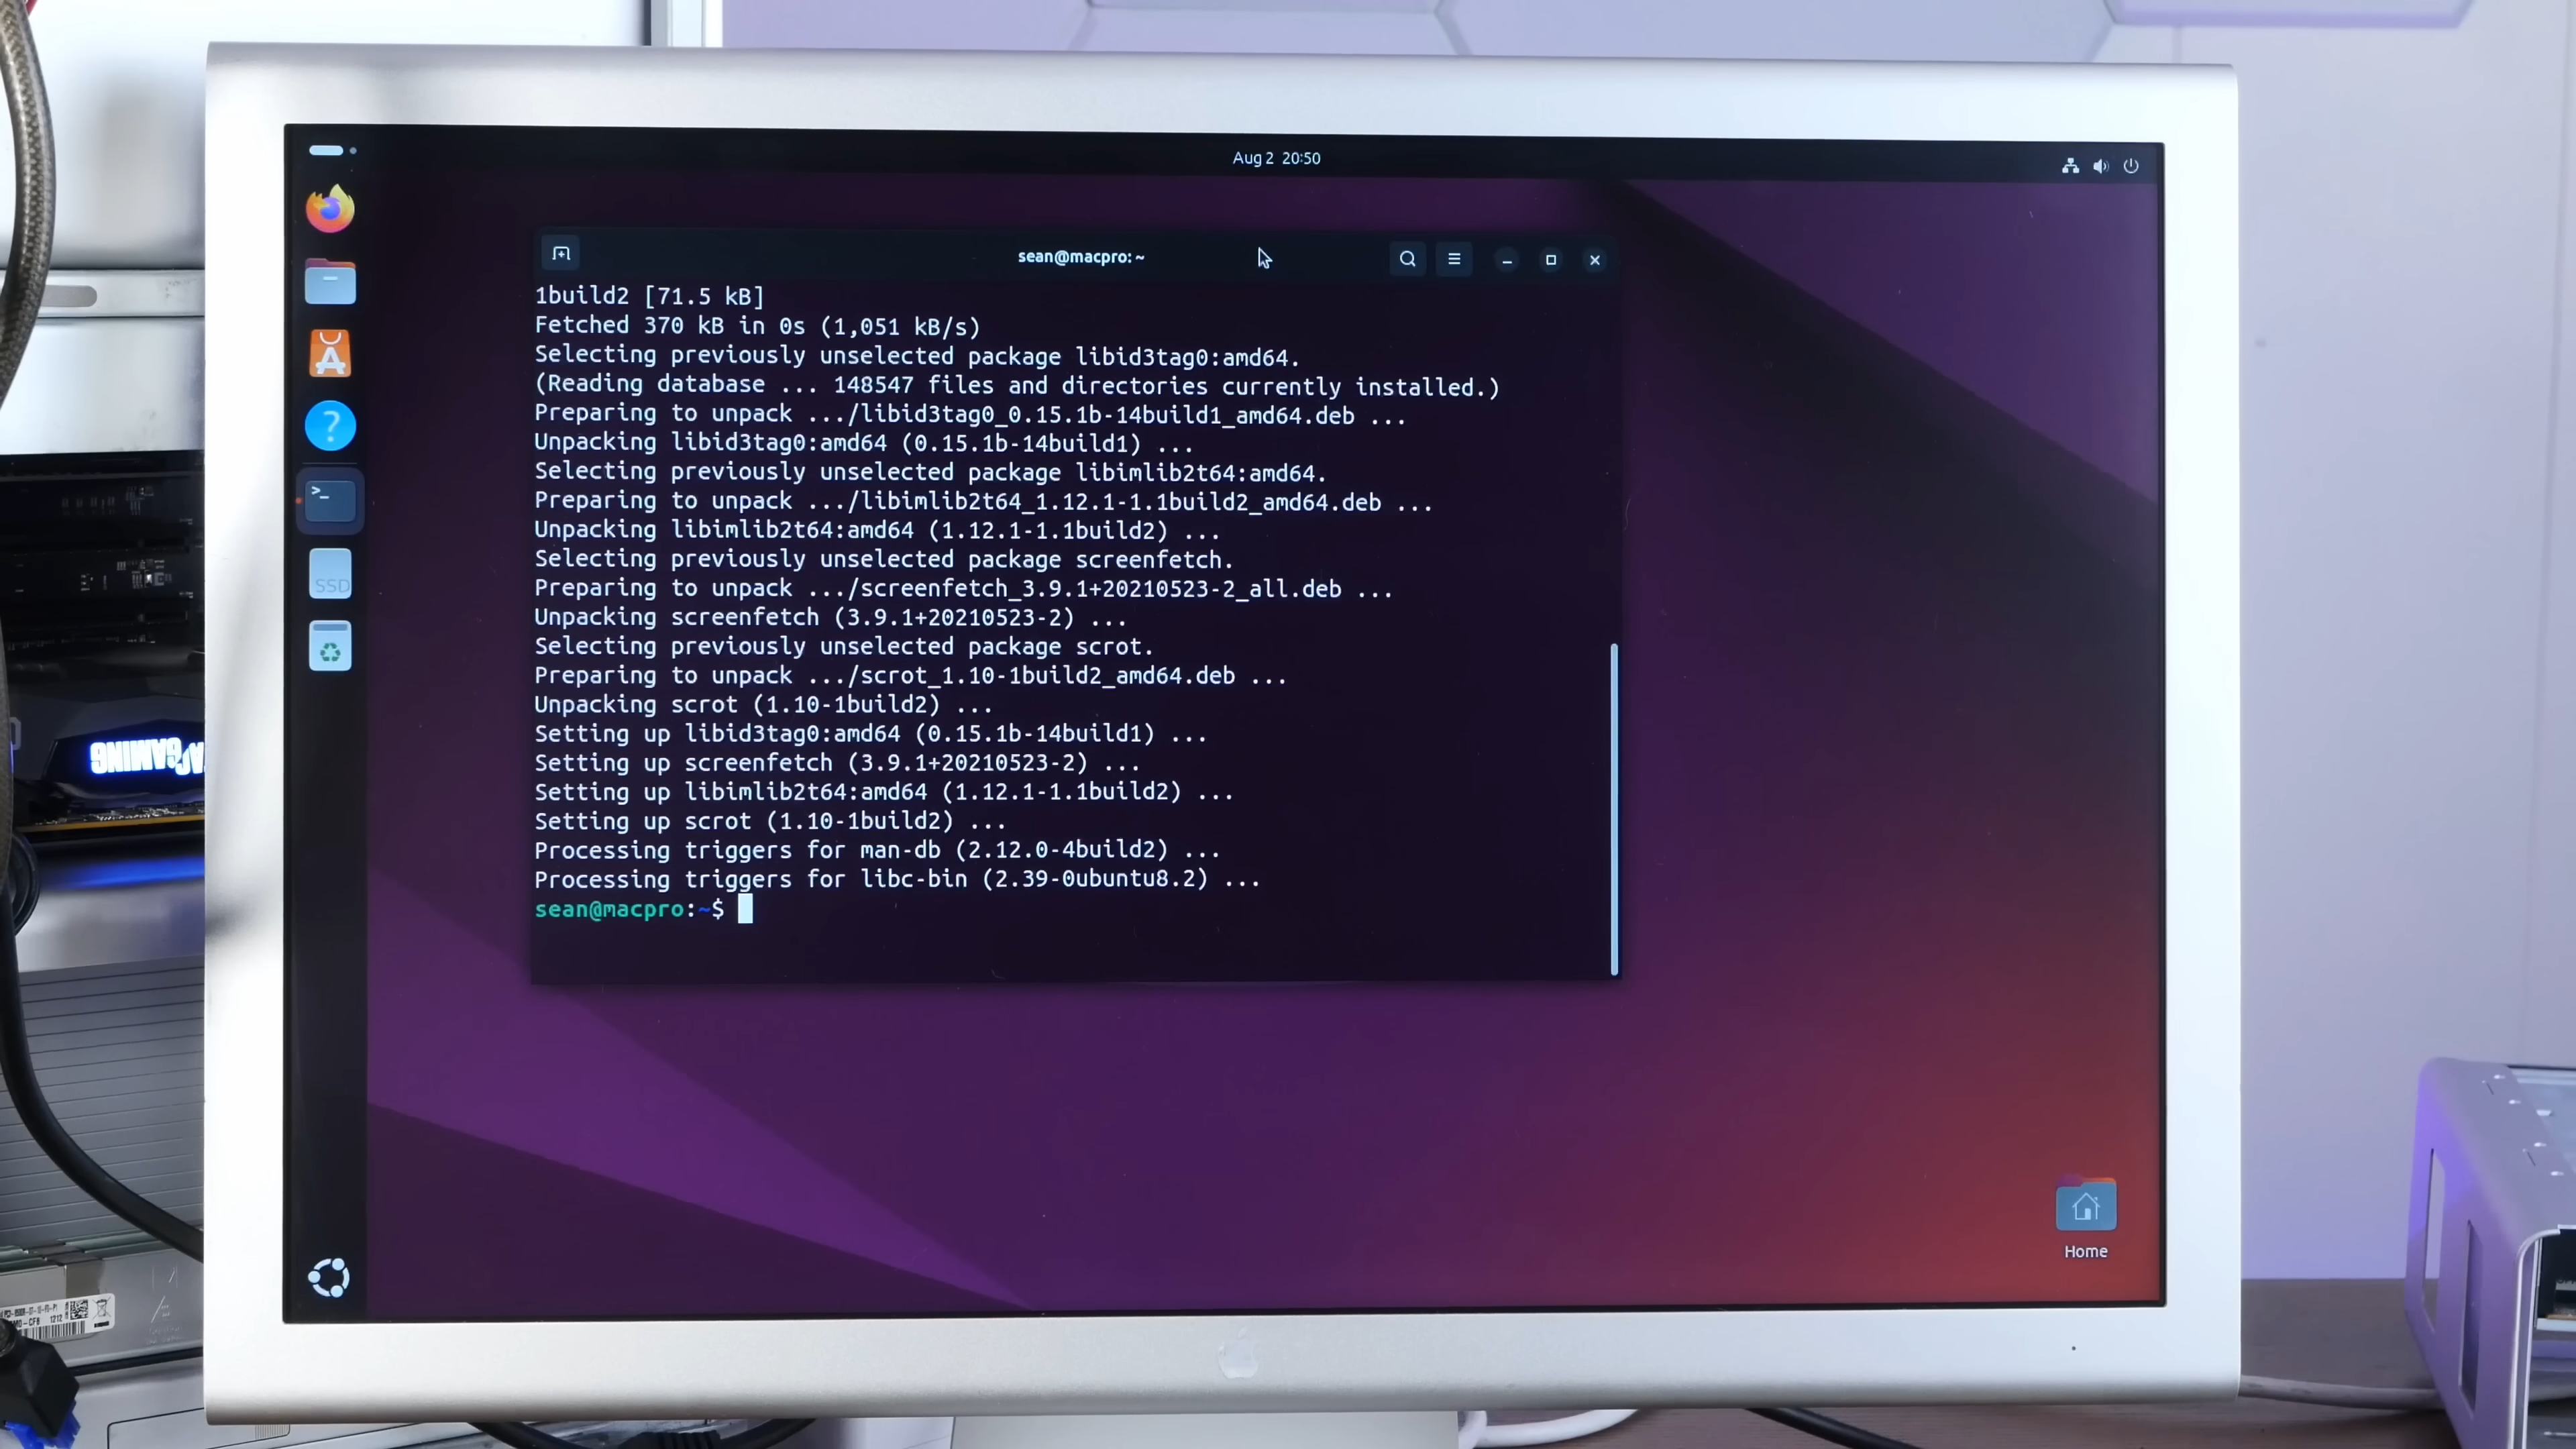 Aug 2 20:50
sean@macpro: ~
1build2 [71.5 kB]
Fetched 370 kB in 0s (1,051 kB/s)
Selecting previously unselected package libid3tag0:amd64.
(Reading database ... 148547 files and directories currently installed.)
Preparing to unpack .../libid3tag0_0.15.1b-14build1_amd64.deb ...
Unpacking libid3tag0:amd64 (0.15.1b-14build1) ...
Selecting previously unselected package libimlib2t64:amd64.
Preparing to unpack .../libimlib2t64_1.12.1-1.1build2_amd64.deb ...
Unpacking libimlib2t64:amd64 (1.12.1-1.1build2) ...
Selecting previously unselected package screenfetch.
Preparing to unpack .../screenfetch_3.9.1+20210523-2_all.deb ...
Unpacking screenfetch (3.9.1+20210523-2) ...
Selecting previously unselected package scrot.
Preparing to unpack .../scrot_1.10-1build2_amd64.deb ...
Unpacking scrot (1.10-1build2) ...
Setting up libid3tag0:amd64 (0.15.1b-14build1) ...
Setting up screenfetch (3.9.1+20210523-2) ...
Setting up libimlib2t64:amd64 (1.12.1-1.1build2) ...
Setting up scrot (1.10-1build2) ...
Processing triggers for man-db (2.12.0-4build2) ...
Processing triggers for libc-bin (2.39-0ubuntu8.2) ...
sean@macpro:~$
SSD
Home
GAMING